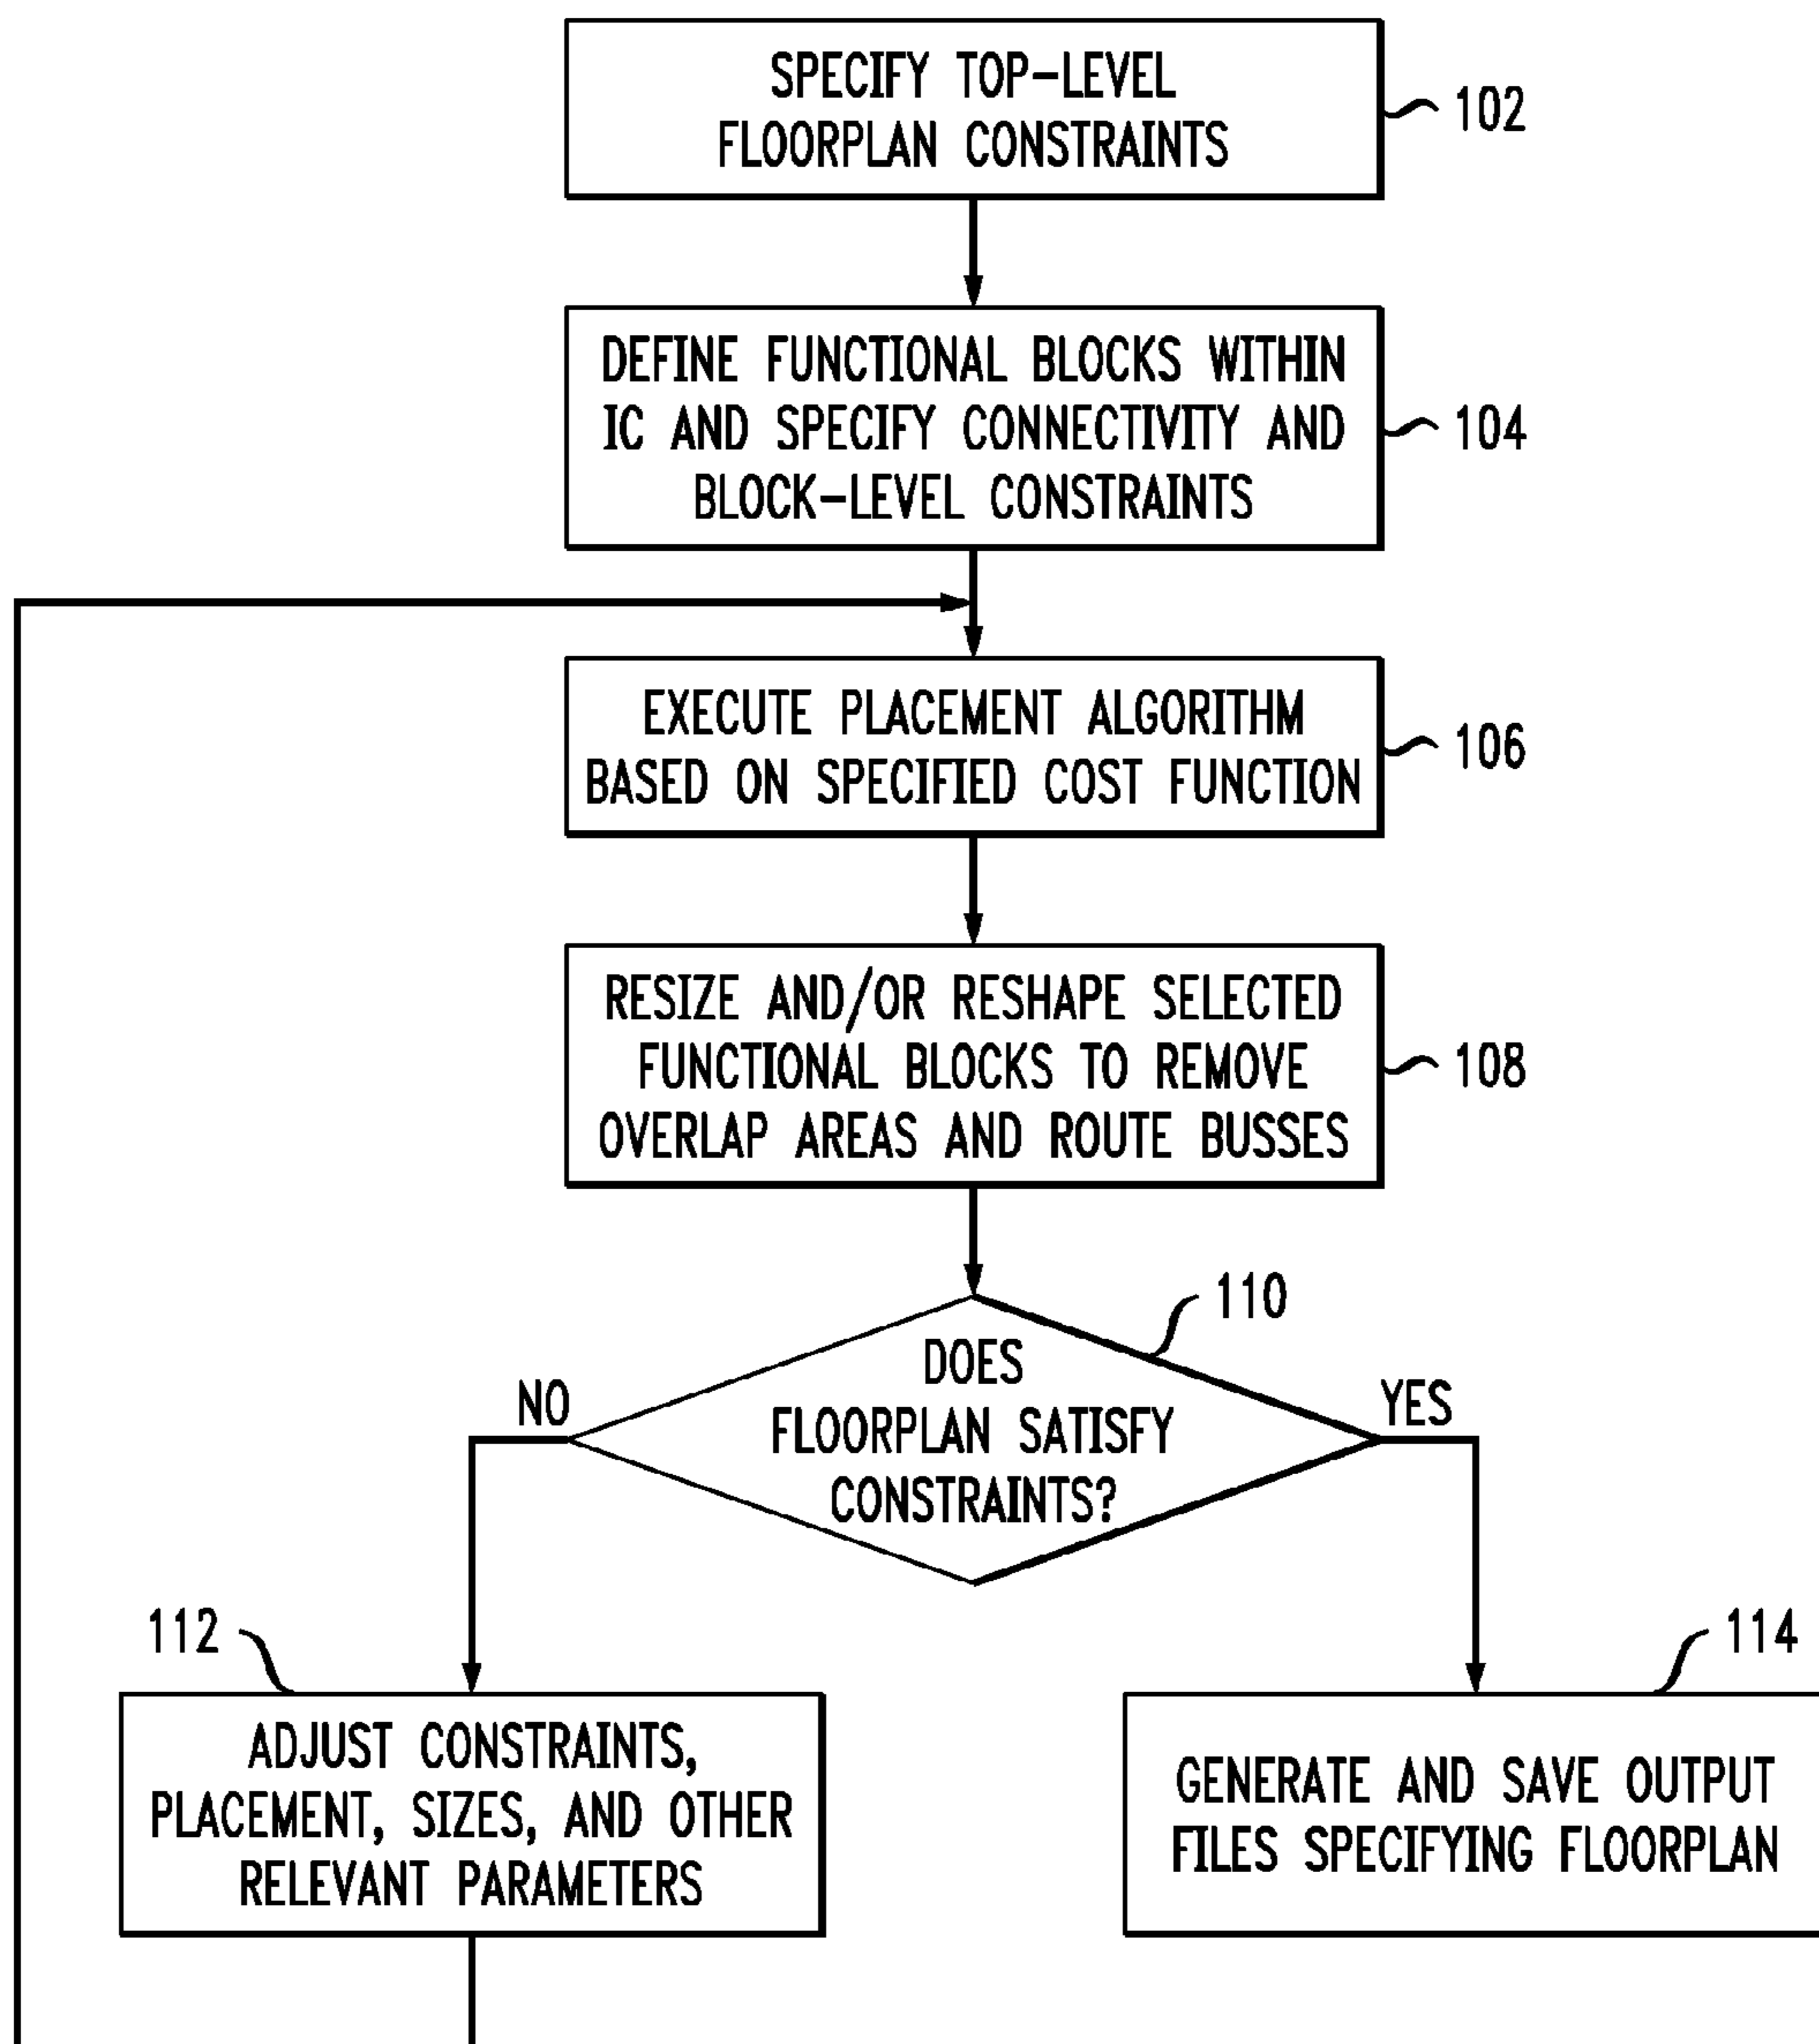 SPECIFY TOP-LEVEL
FLOORPLAN CONSTRAINTS
102
DEFINE FUNCTIONAL BLOCKS WITHIN
IC AND SPECIFY CONNECTIVITY AND
BLOCK-LEVEL CONSTRAINTS
104
EXECUTE PLACEMENT ALGORITHM
BASED ON SPECIFIED COST FUNCTION
106
RESIZE AND/OR RESHAPE SELECTED
FUNCTIONAL BLOCKS TO REMOVE
OVERLAP AREAS AND ROUTE BUSSES
108
110
DOES
FLOORPLAN SATISFY
CONSTRAINTS?
NO
YES
112
ADJUST CONSTRAINTS,
PLACEMENT, SIZES, AND OTHER
RELEVANT PARAMETERS
114
GENERATE AND SAVE OUTPUT
FILES SPECIFYING FLOORPLAN